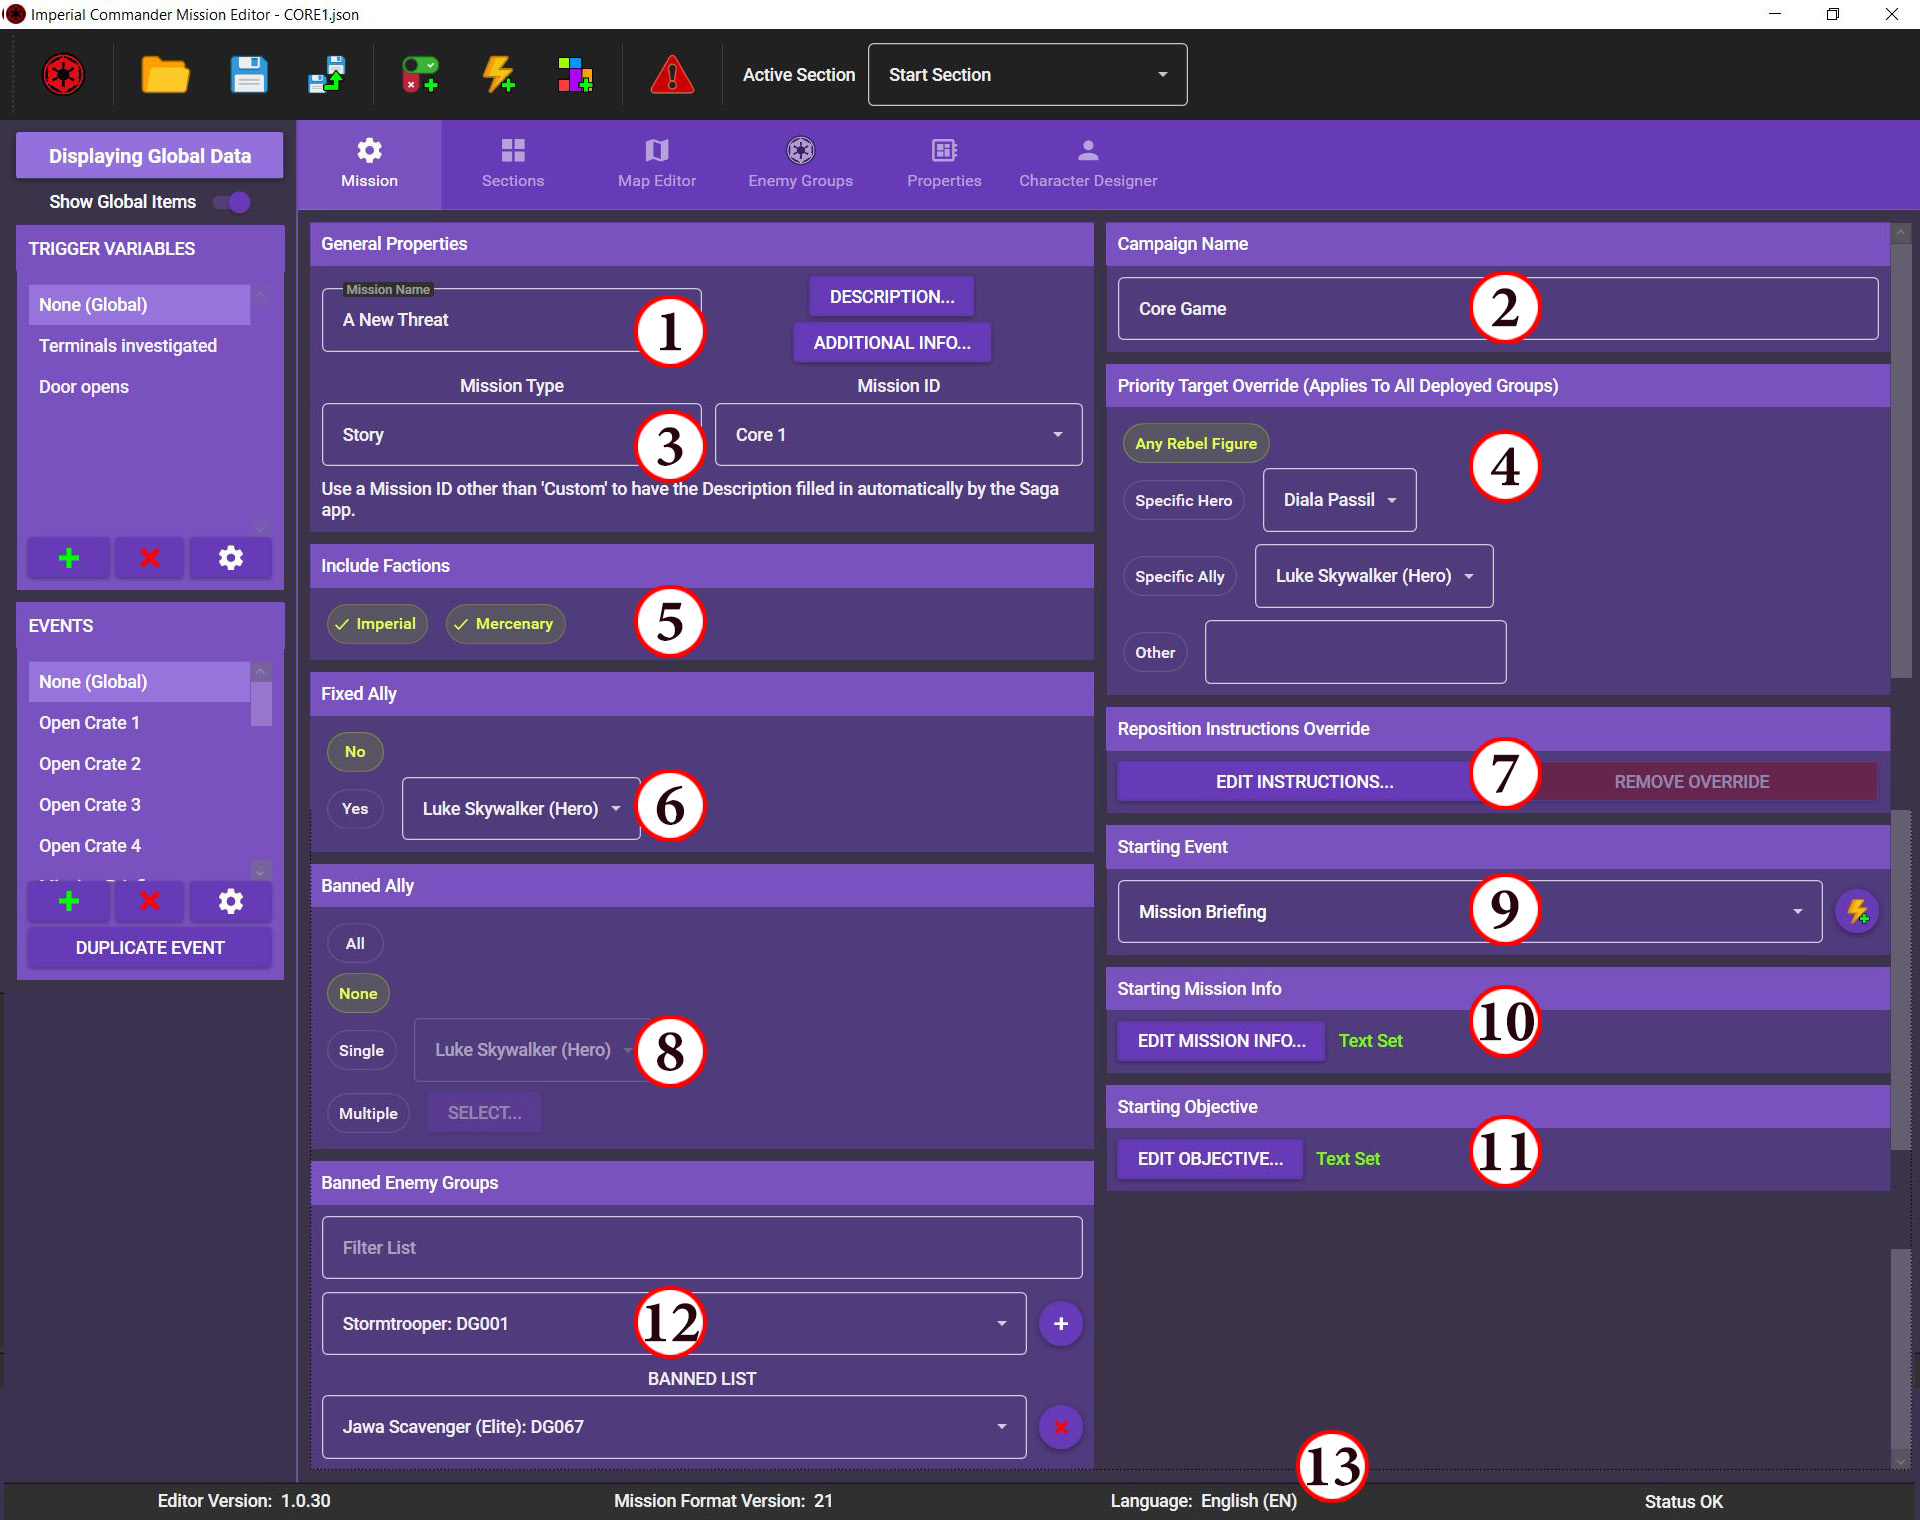 Imperial Commander Mission Editor - CORE1.json
Active Section
Start Section
Displaying Global Data
Show Global Items
TRIGGER VARIABLES
None (Global)
Terminals investigated
Door opens
EVENTS
None (Global)
Open Crate 1
Open Crate 2
Open Crate 3
Open Crate 4
DUPLICATE EVENT
Mission
Sections
Map Editor
Enemy Groups
Properties
Character Designer
General Properties
Mission Name
A New Threat
1
DESCRIPTION...
ADDITIONAL INFO...
Mission Type
Mission ID
Story
3
Core 1
Use a Mission ID other than 'Custom' to have the Description filled in automatically by the Saga
app.
Include Factions
Imperial
Mercenary
5
Fixed Ally
No
Yes
Luke Skywalker (Hero)
6
Banned Ally
All
None
Single
Luke Skywalker (Hero)
8
Multiple
SELECT...
Banned Enemy Groups
Filter List
Stormtrooper: DG001
12
BANNED LIST
Jawa Scavenger (Elite): DG067
Campaign Name
Core Game
2
Priority Target Override (Applies To All Deployed Groups)
Any Rebel Figure
4
Specific Hero
Diala Passil
Specific Ally
Luke Skywalker (Hero)
Other
Reposition Instructions Override
EDIT INSTRUCTIONS...
7
REMOVE OVERRIDE
Starting Event
Mission Briefing
9
Starting Mission Info
EDIT MISSION INFO...
Text Set
10
Starting Objective
EDIT OBJECTIVE...
Text Set
11
13
Editor Version: 1.0.30
Mission Format Version: 21
Language: English (EN)
Status OK